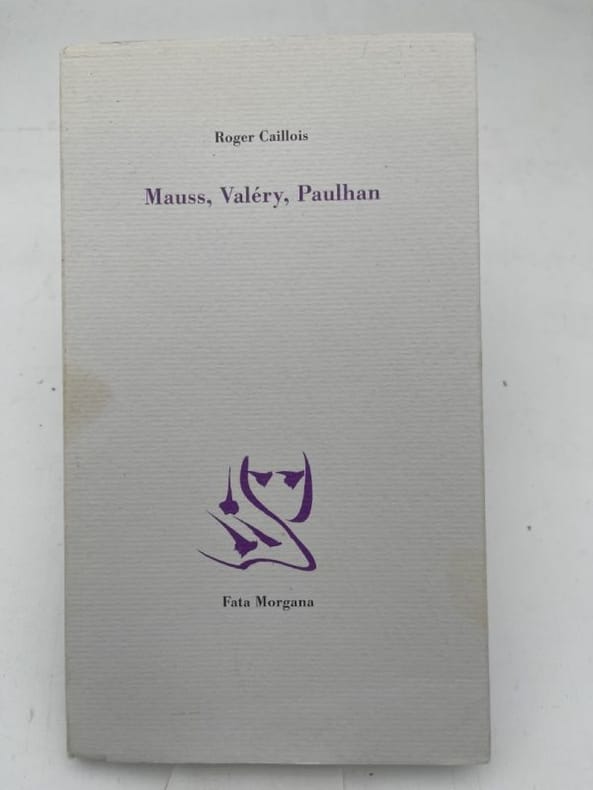 Roger Caillois
Mauss, Valéry, Paulhan
Fata Morgana